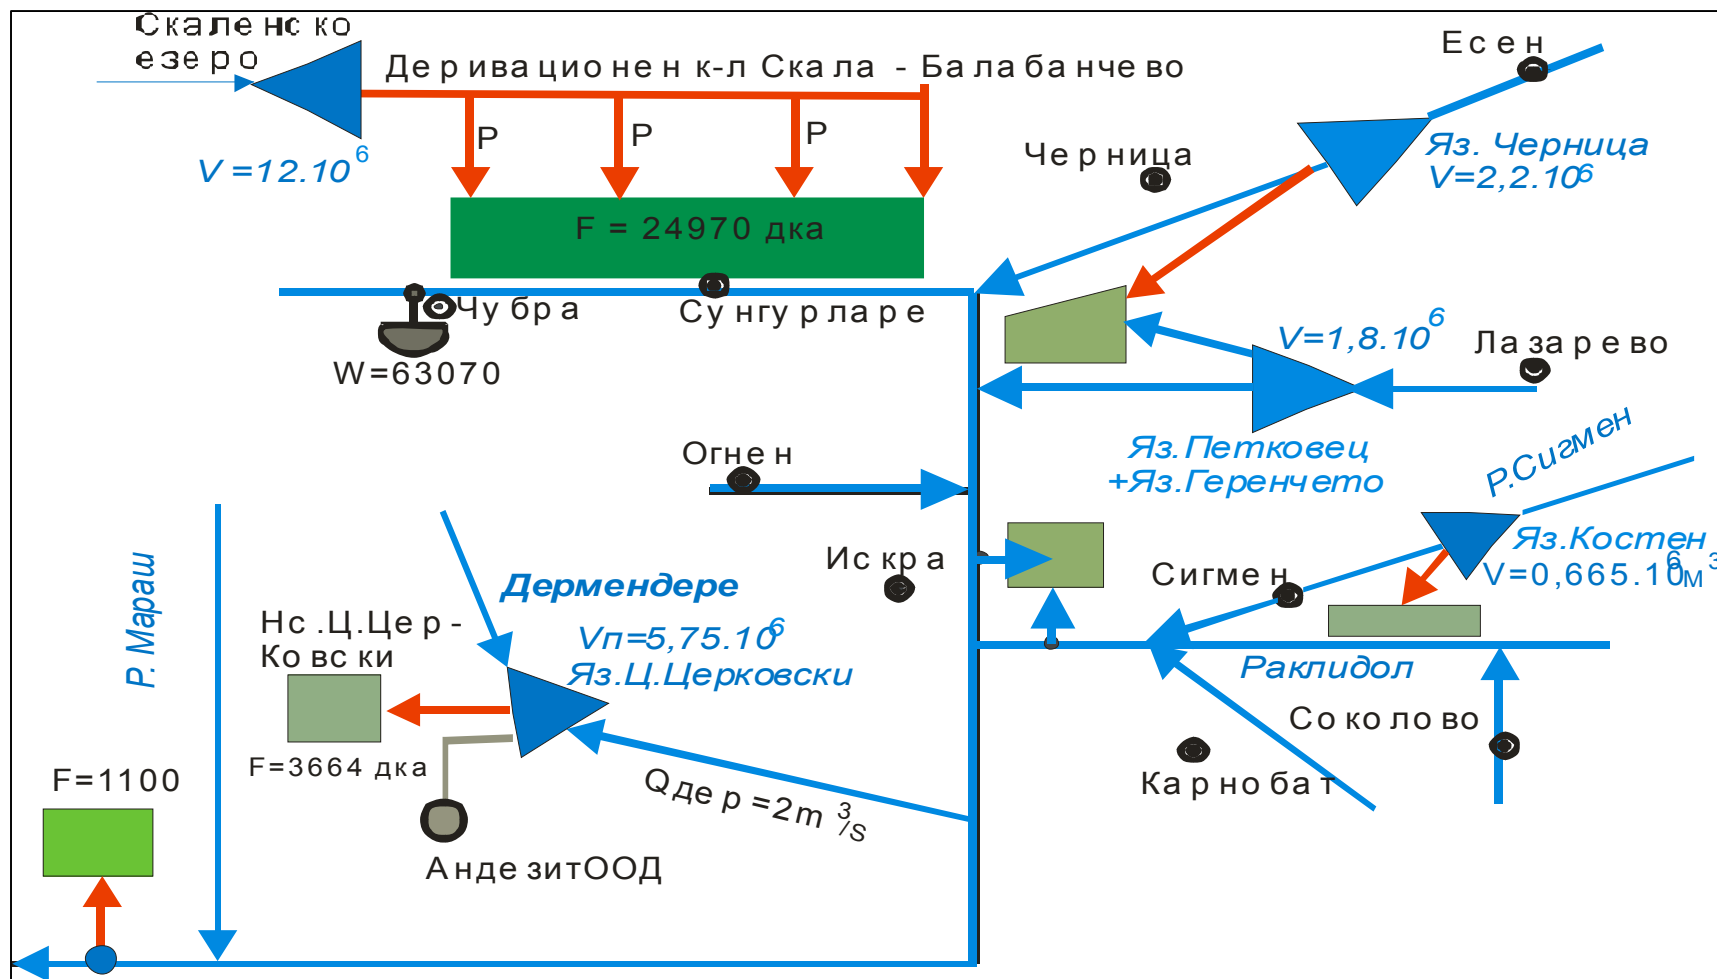 Скаленско
езеро
Деривационен к-л Скала - Балабанчево
Есен
V =12.10⁶
Р
Р
Р
Черница
Яз. Черница
V=2,2.10⁶
F = 24970 дка
Чубра
Сунгурларе
W=63070
V=1,8.10⁶
Лазарево
Яз.Петковец
+Яз.Геренчето
Огнен
Р.Сигмен
Р. Мараш
Искра
Яз.Костен
V=0,665.10⁶м³
Сигмен
Дермендере
Vп=5,75.10⁶
Яз.Ц.Церковски
Нс.Ц.Цер-
Ковски
Раклидол
Соколово
F=3664 дка
F=1100
Qдер=2m³/S
Карнобат
АндезитООД